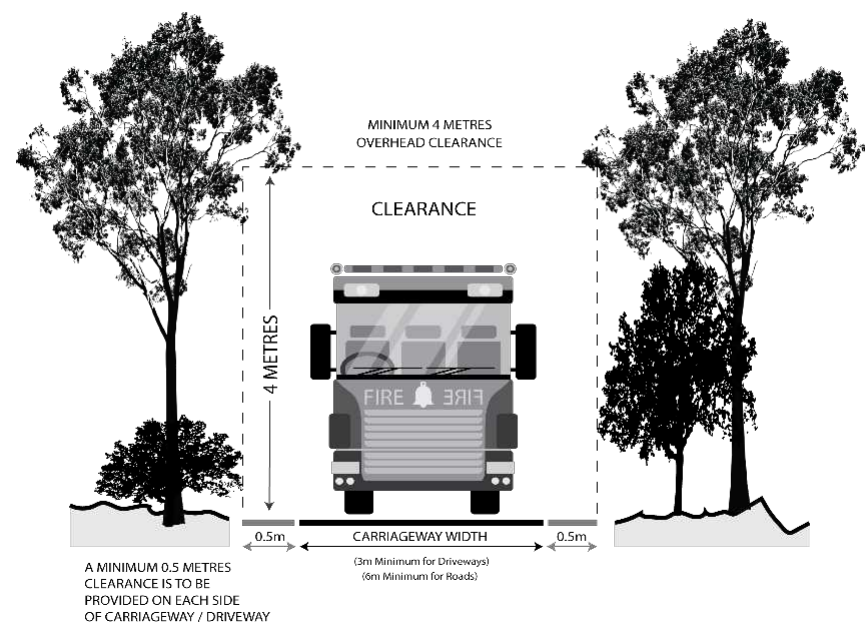 MINIMUM 4 METRES
OVERHEAD CLEARANCE
CLEARANCE
4 METRES
FIRE FIRE
0.5m CARRIAGEWAY WIDTH 0.5m
(3m Minimum for Driveways)
(6m Minimum for Roads)
A MINIMUM 0.5 METRES
CLEARANCE IS TO BE
PROVIDED ON EACH SIDE
OF CARRIAGEWAY / DRIVEWAY